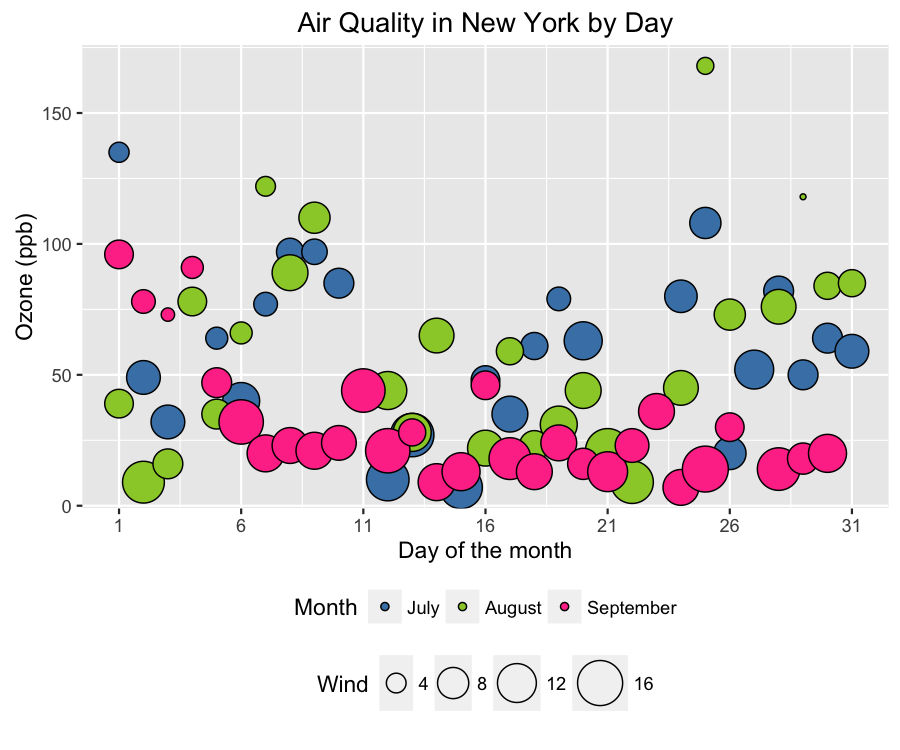 Air Quality in New York by Day
Ozone (ppb)
150
100
50
0
1 6 11 16 21 26 31
Day of the month
Month July August September
Wind 4 8 12 16